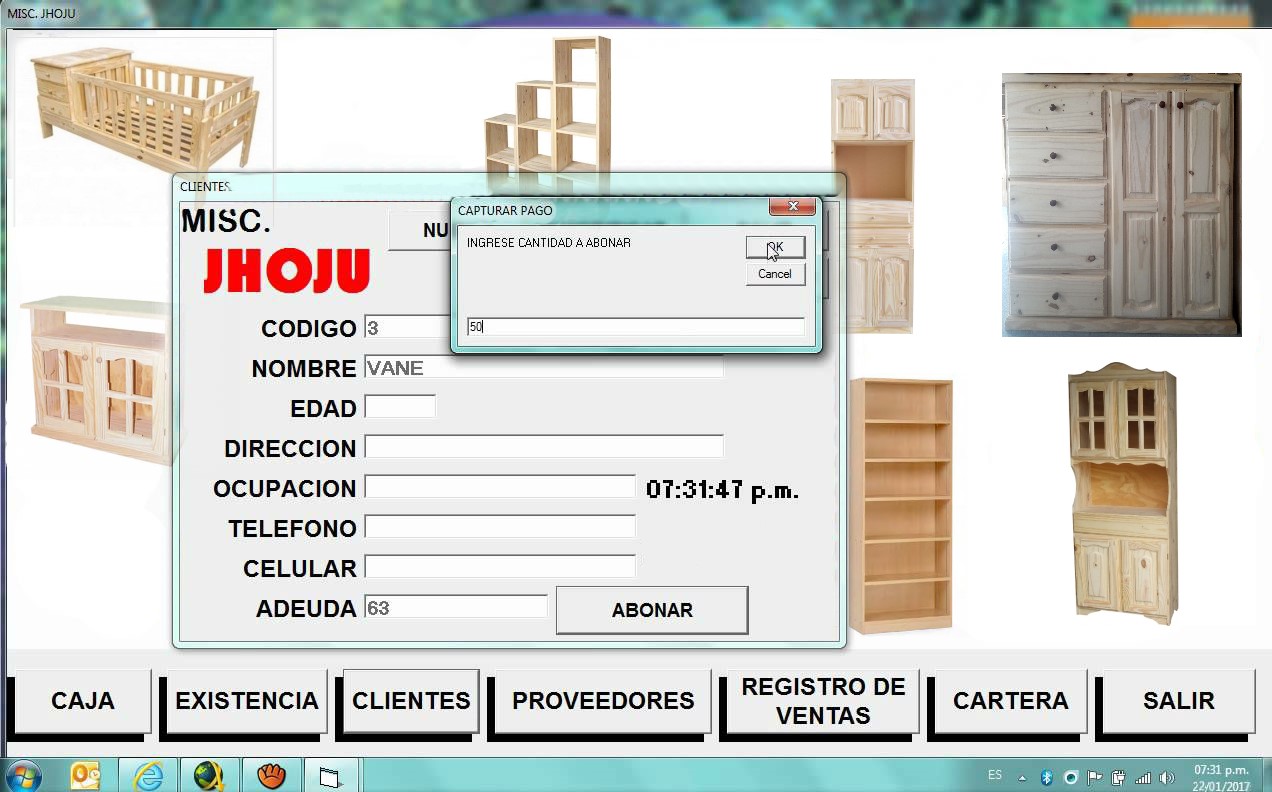 MISC. JHOJU
CLIENTES
MISC.
JHOJU
NU
CAPTURAR PAGO
INGRESE CANTIDAD A ABONAR
OK
Cancel
50
CODIGO 3
NOMBRE VANE
EDAD
DIRECCION
OCUPACION 07:31:47 p.m.
TELEFONO
CELULAR
ADEUDA 63 ABONAR
CAJA EXISTENCIA CLIENTES PROVEEDORES REGISTRO DE VENTAS CARTERA SALIR
ES
07:31 p.m.
22/01/2017